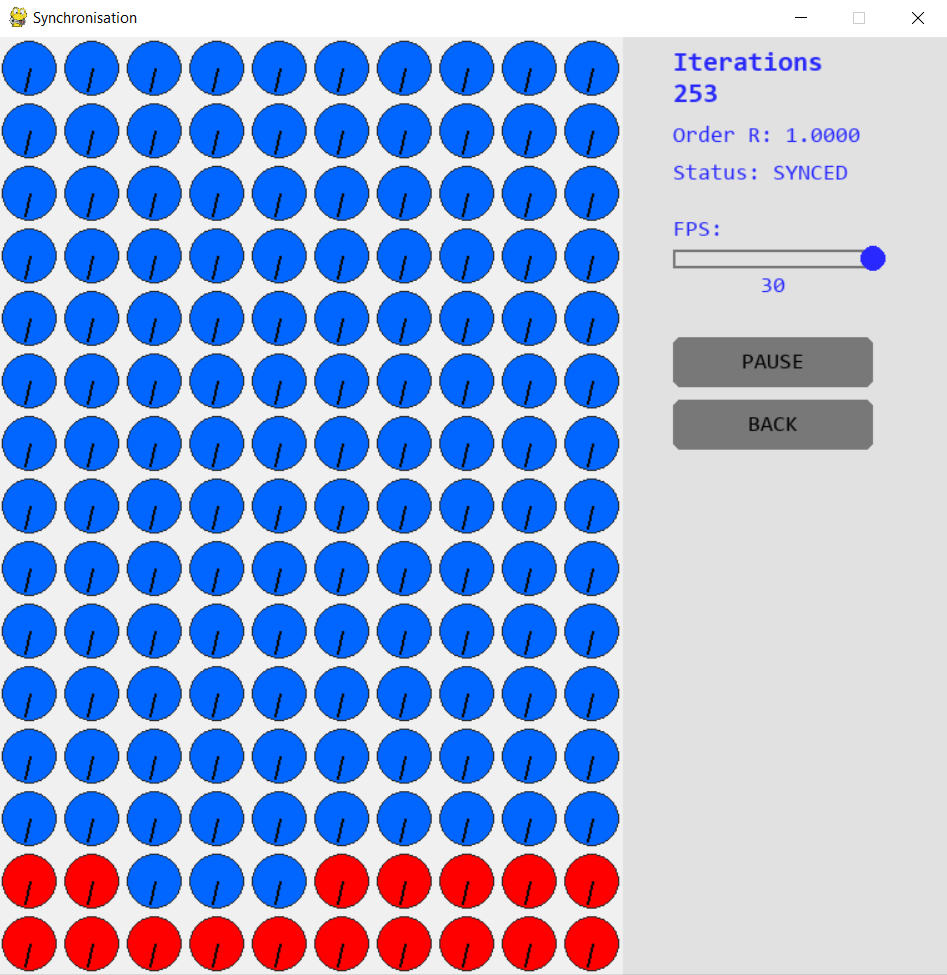 Synchronisation
Iterations
253
Order R: 1.0000
Status: SYNCED
FPS:
30
PAUSE
BACK